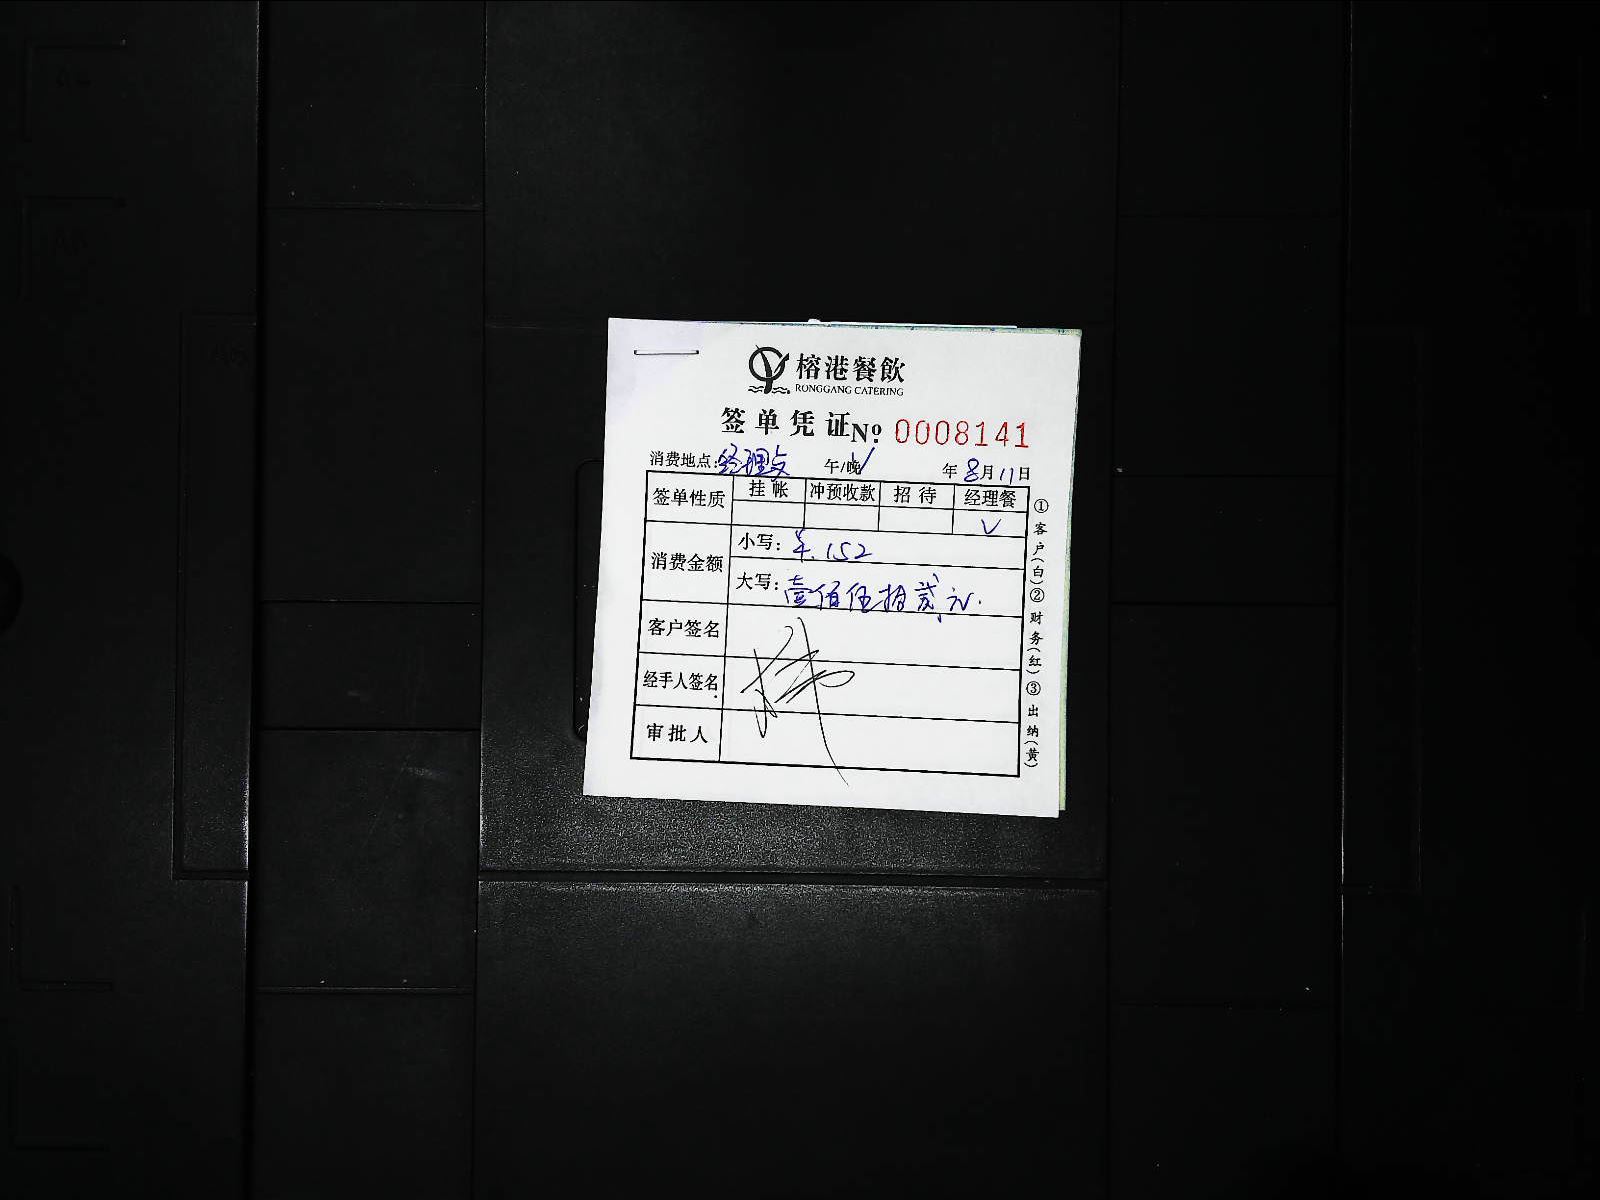 榕港餐飲
RONGGANG CATERING
签单凭证 № 0008141
消费地点:经理点 午/晚√ 年8月11日
签单性质 挂帐 冲预收款 招待 经理餐
√
消费金额 小写:¥.152
大写:壹佰伍拾贰元.
客户签名
经手人签名
审批人
①客户(白)②财务(红)③出纳(黄)